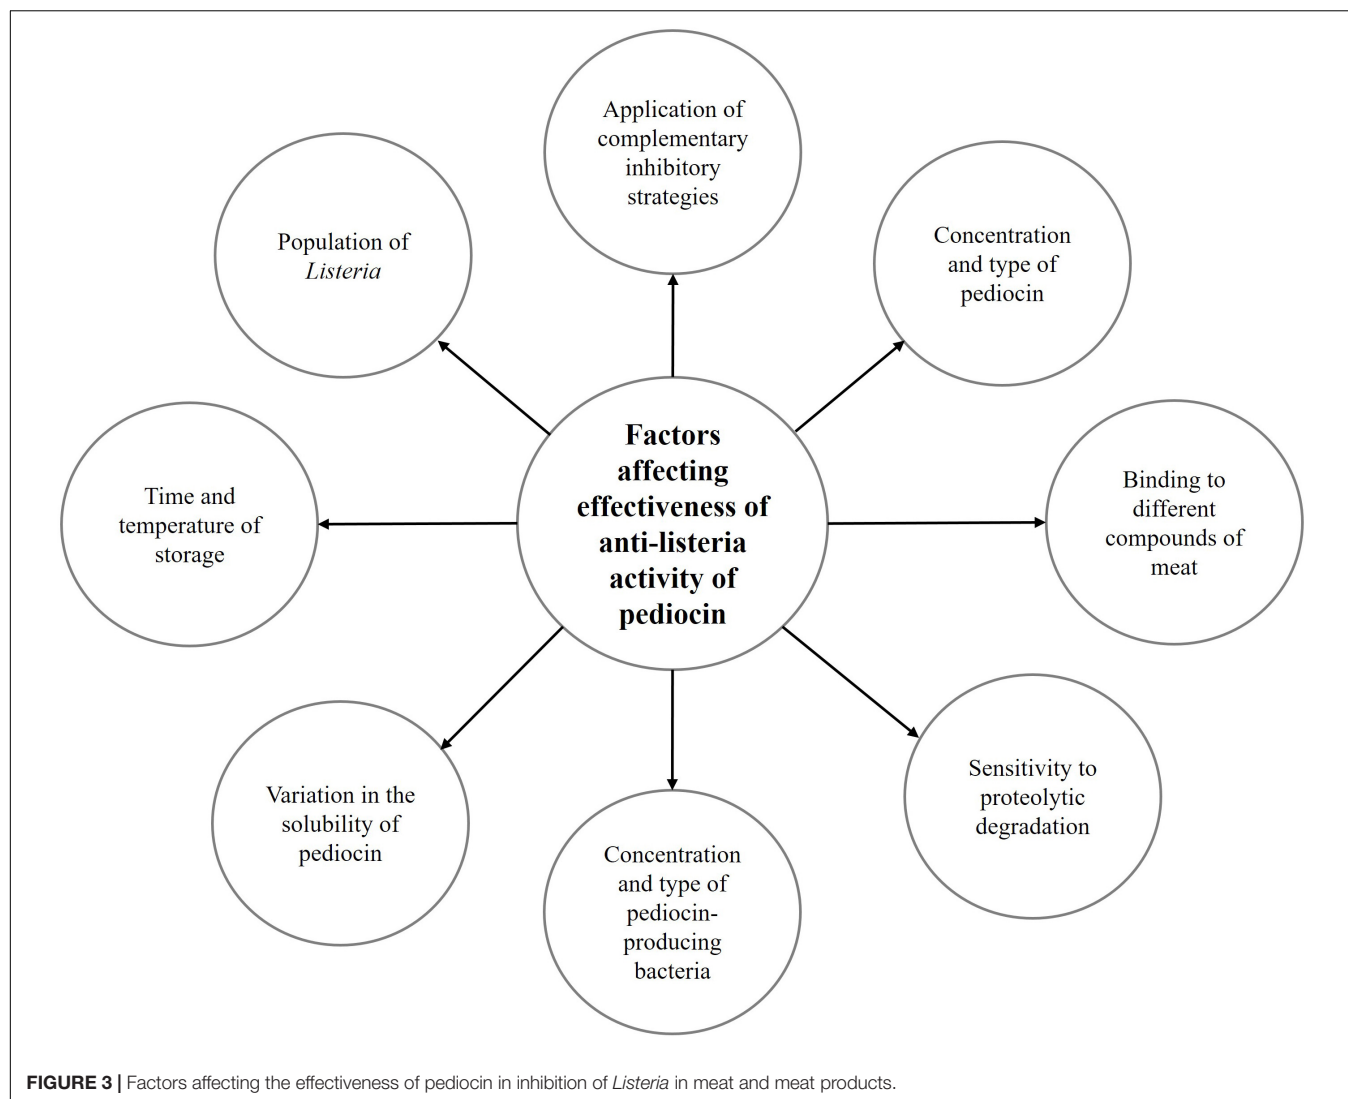 Application of
complementary
inhibitory
strategies
Population of
Listeria
Concentration
and type of
pediocin
Factors
affecting
effectiveness of
anti-listeria
activity of
pediocin
Time and
temperature of
storage
Binding to
different
compounds of
meat
Variation in the
solubility of
pediocin
Sensitivity to
proteolytic
degradation
Concentration
and type of
pediocin-
producing
bacteria
FIGURE 3 | Factors affecting the effectiveness of pediocin in inhibition of Listeria in meat and meat products.